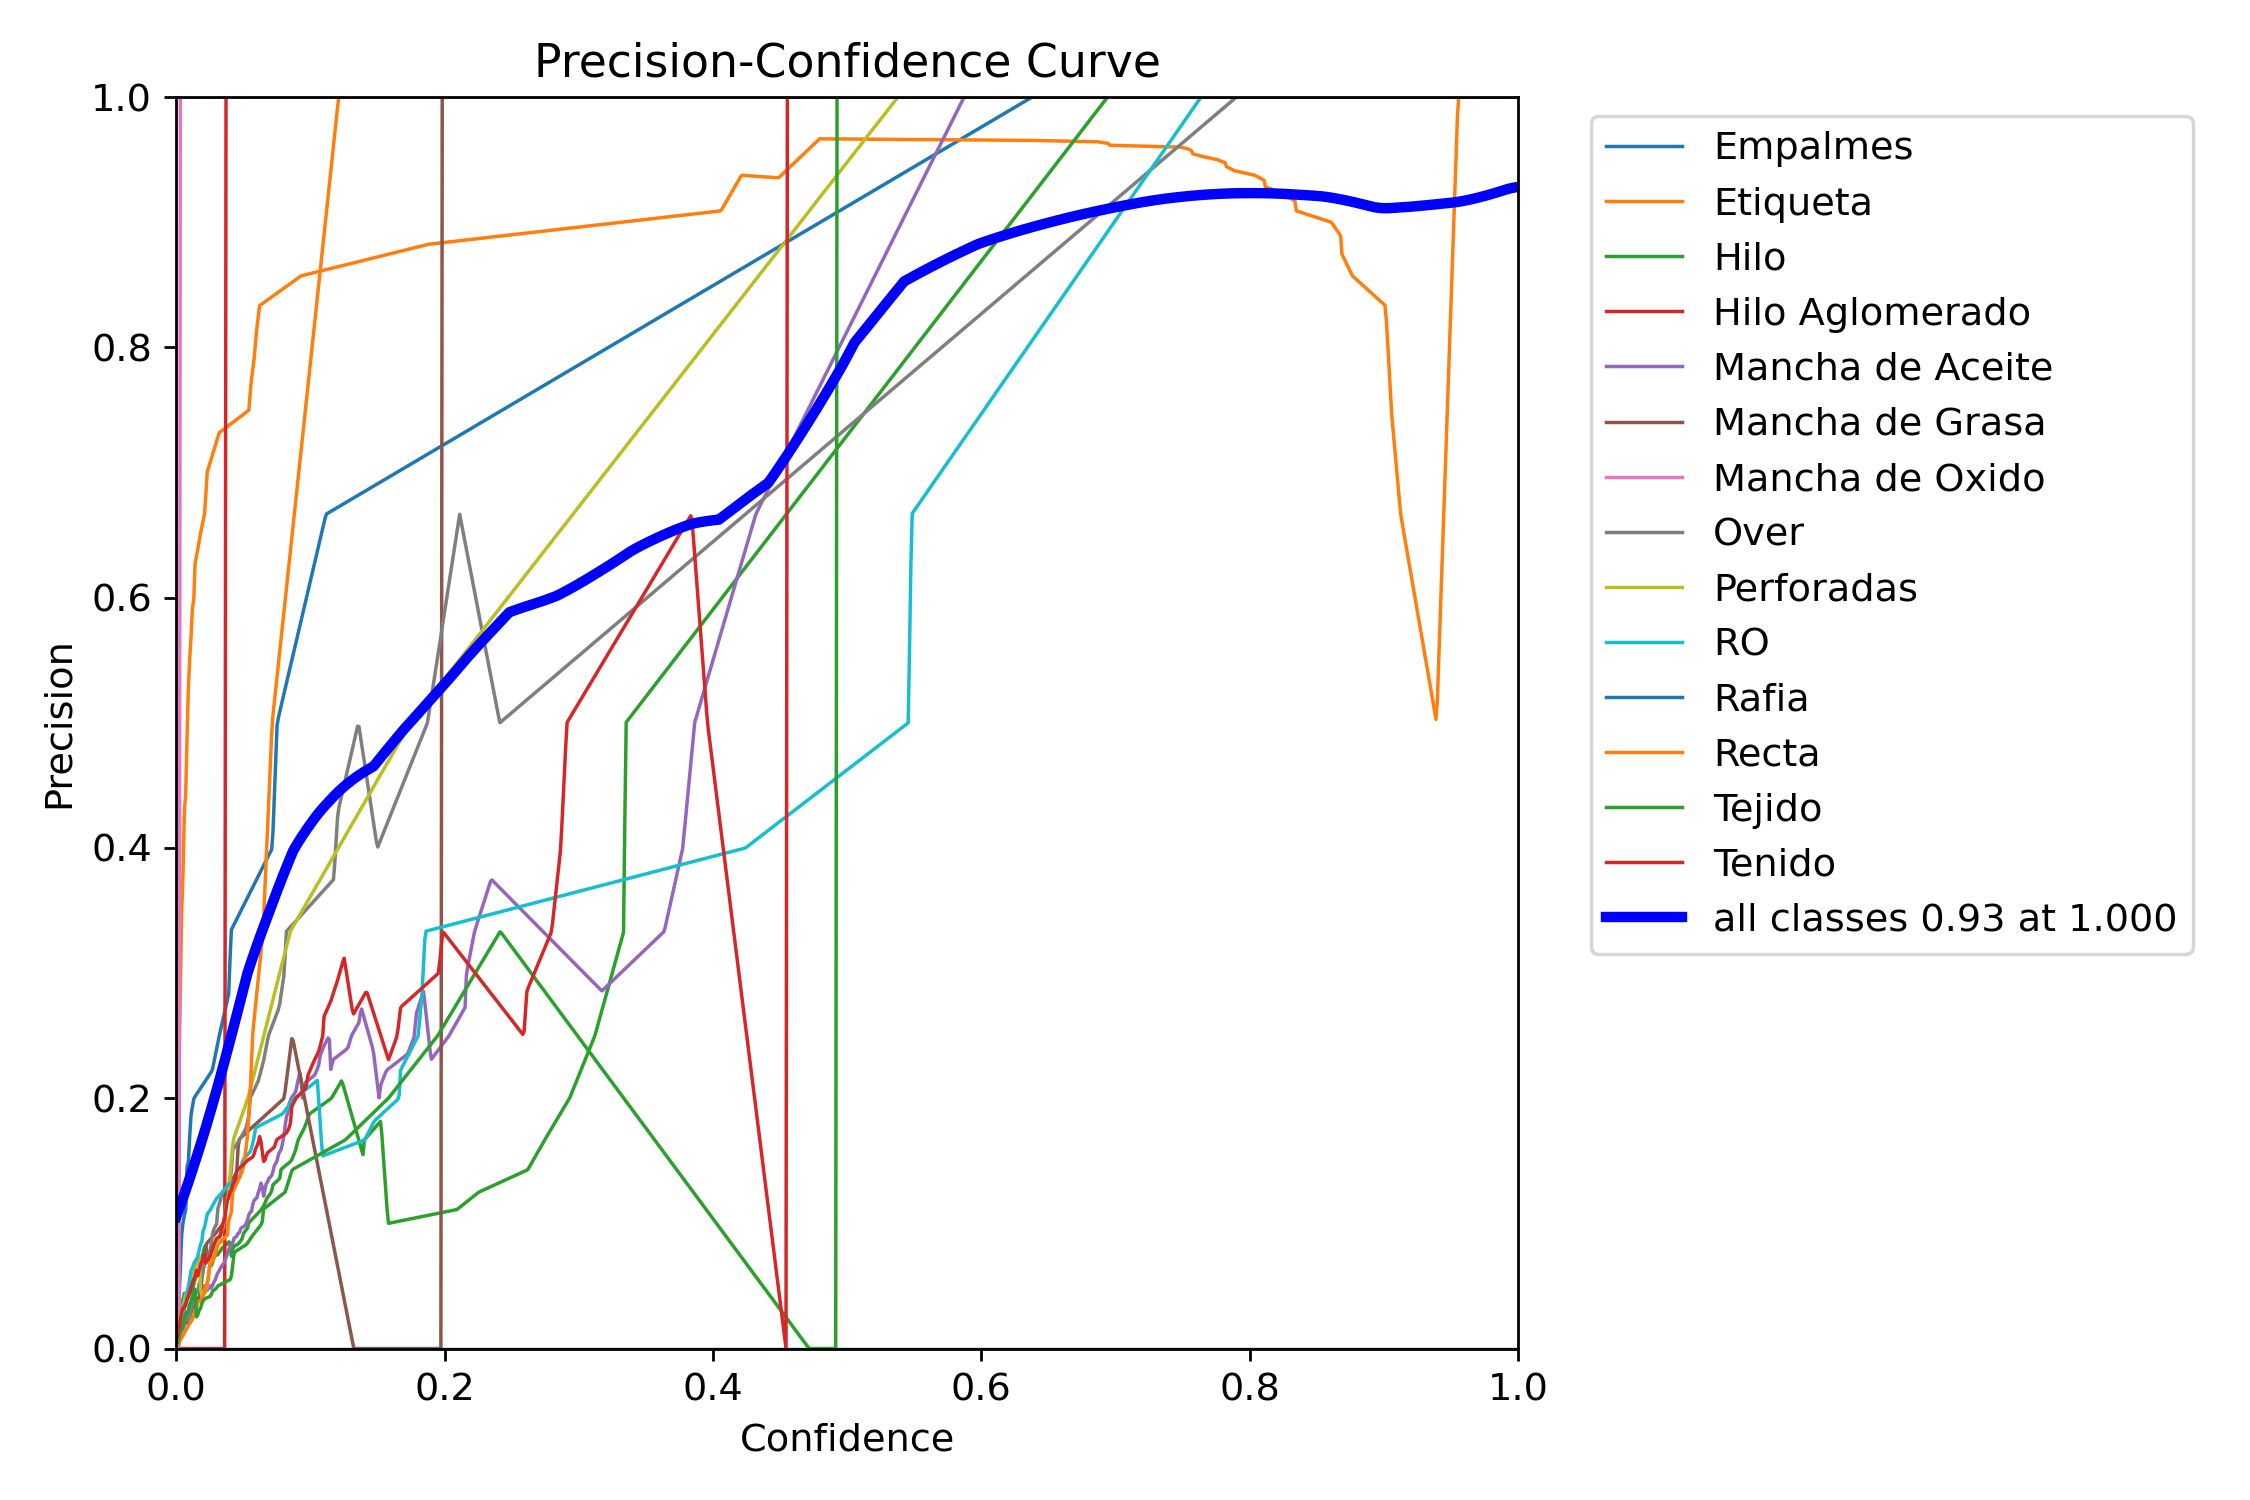 Precision-Confidence Curve
1.0
0.8
0.6
0.4
0.2
0.0
Precision
0.0 0.2 0.4 0.6 0.8 1.0
Confidence
Empalmes
Etiqueta
Hilo
Hilo Aglomerado
Mancha de Aceite
Mancha de Grasa
Mancha de Oxido
Over
Perforadas
RO
Rafia
Recta
Tejido
Tenido
all classes 0.93 at 1.000